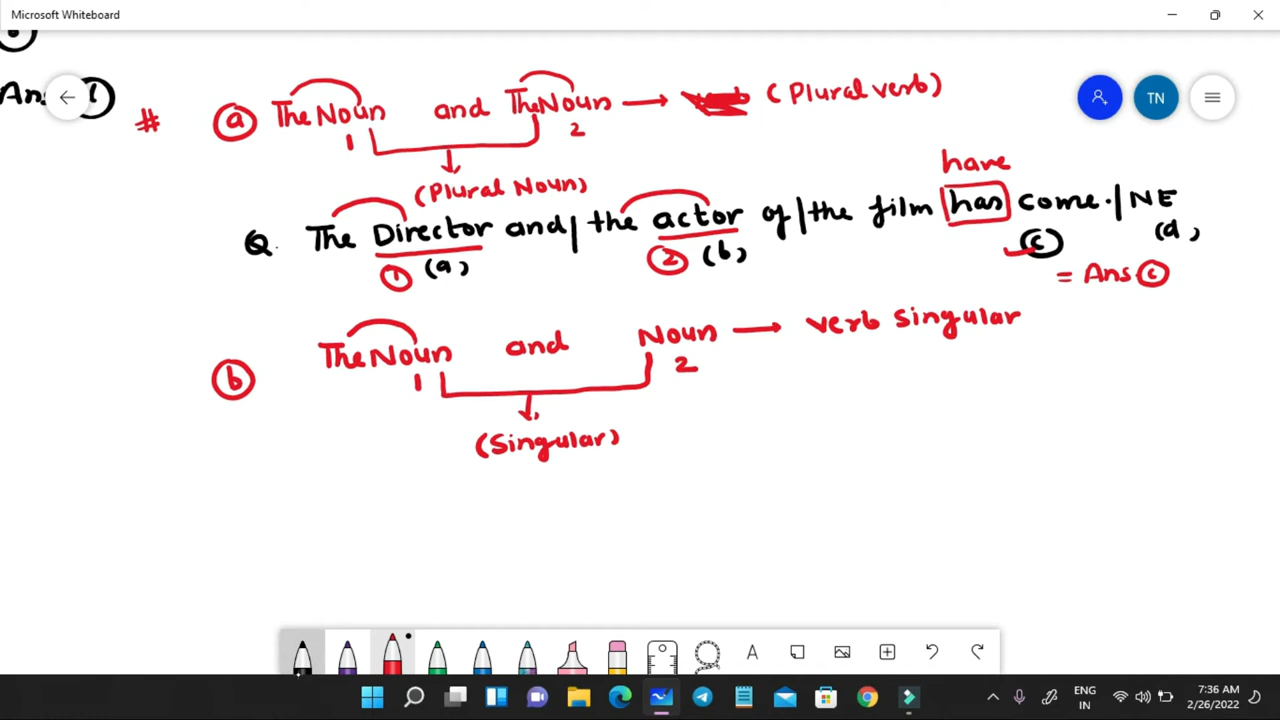 Microsoft Whiteboard
Ans
TN
# (a) The Noun and The Noun → (Plural verb)
1 2
(Plural Noun)
have
Q. The Director and/ the actor of/the film has come./NE
(1) (a) (2) (b) (c) (d)
= Ans (c)
(b) The Noun and Noun → verb singular
1 2
(Singular)
A
ENG
IN
7:36 AM
2/26/2022